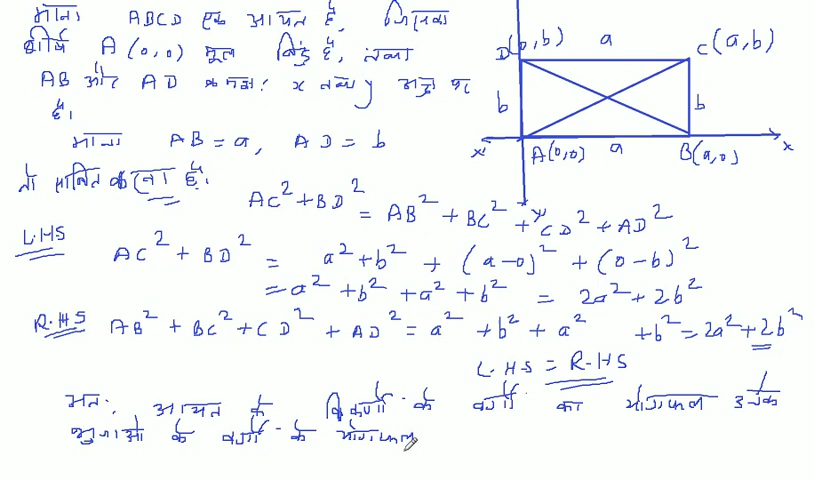 माना ABCD एक आयत है, जिसका
शीर्ष A (0,0) मूल बिंदु है, तथा
AB और AD क्रमशः x तथा y अक्ष पर
है।
माना AB = a, AD = b
तो साबित करना है।
D(0,b) a C(a,b)
b b
x' A(0,0) a B(a,0) x
y'
AC² + BD² = AB² + BC² + CD² + AD²
L.HS AC² + BD² = a² + b² + (a-0)² + (0-b)²
= a² + b² + a² + b² = 2a² + 2b²
R.HS AB² + BC² + CD² + AD² = a² + b² + a² + b² = 2a² + 2b²
L.HS = R.HS
अतः आयत के विकर्णो के वर्गो का योगफल उनके
भुजाओ के वर्गो के योगफल